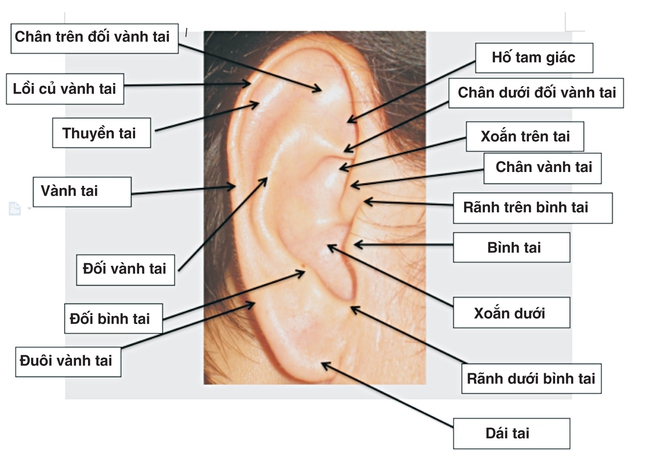 Chân trên đối vành tai
Lồi củ vành tai
Thuyền tai
Vành tai
Đối vành tai
Đối bình tai
Đuôi vành tai
Hố tam giác
Chân dưới đối vành tai
Xoắn trên tai
Chân vành tai
Rãnh trên bình tai
Bình tai
Xoắn dưới
Rãnh dưới bình tai
Dái tai